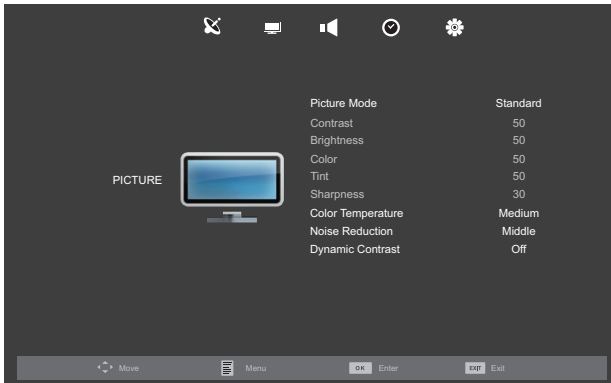 Picture Mode Standard
Contrast 50
Brightness 50
Color 50
Tint 50
PICTURE
Sharpness 30
Color Temperature Medium
Noise Reduction Middle
Dynamic Contrast Off
Move Menu OK Enter EXIT Exit